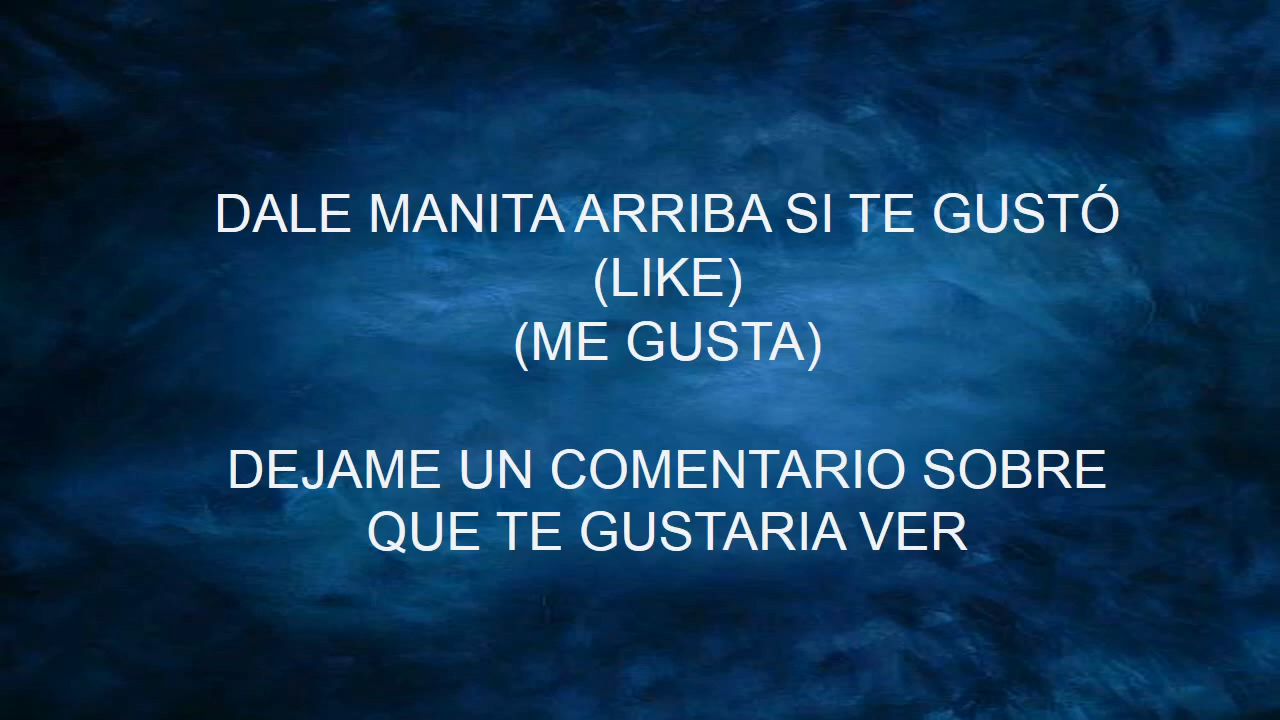 DALE MANITA ARRIBA SI TE GUSTÓ
(LIKE)
(ME GUSTA)
DEJAME UN COMENTARIO SOBRE
QUE TE GUSTARIA VER